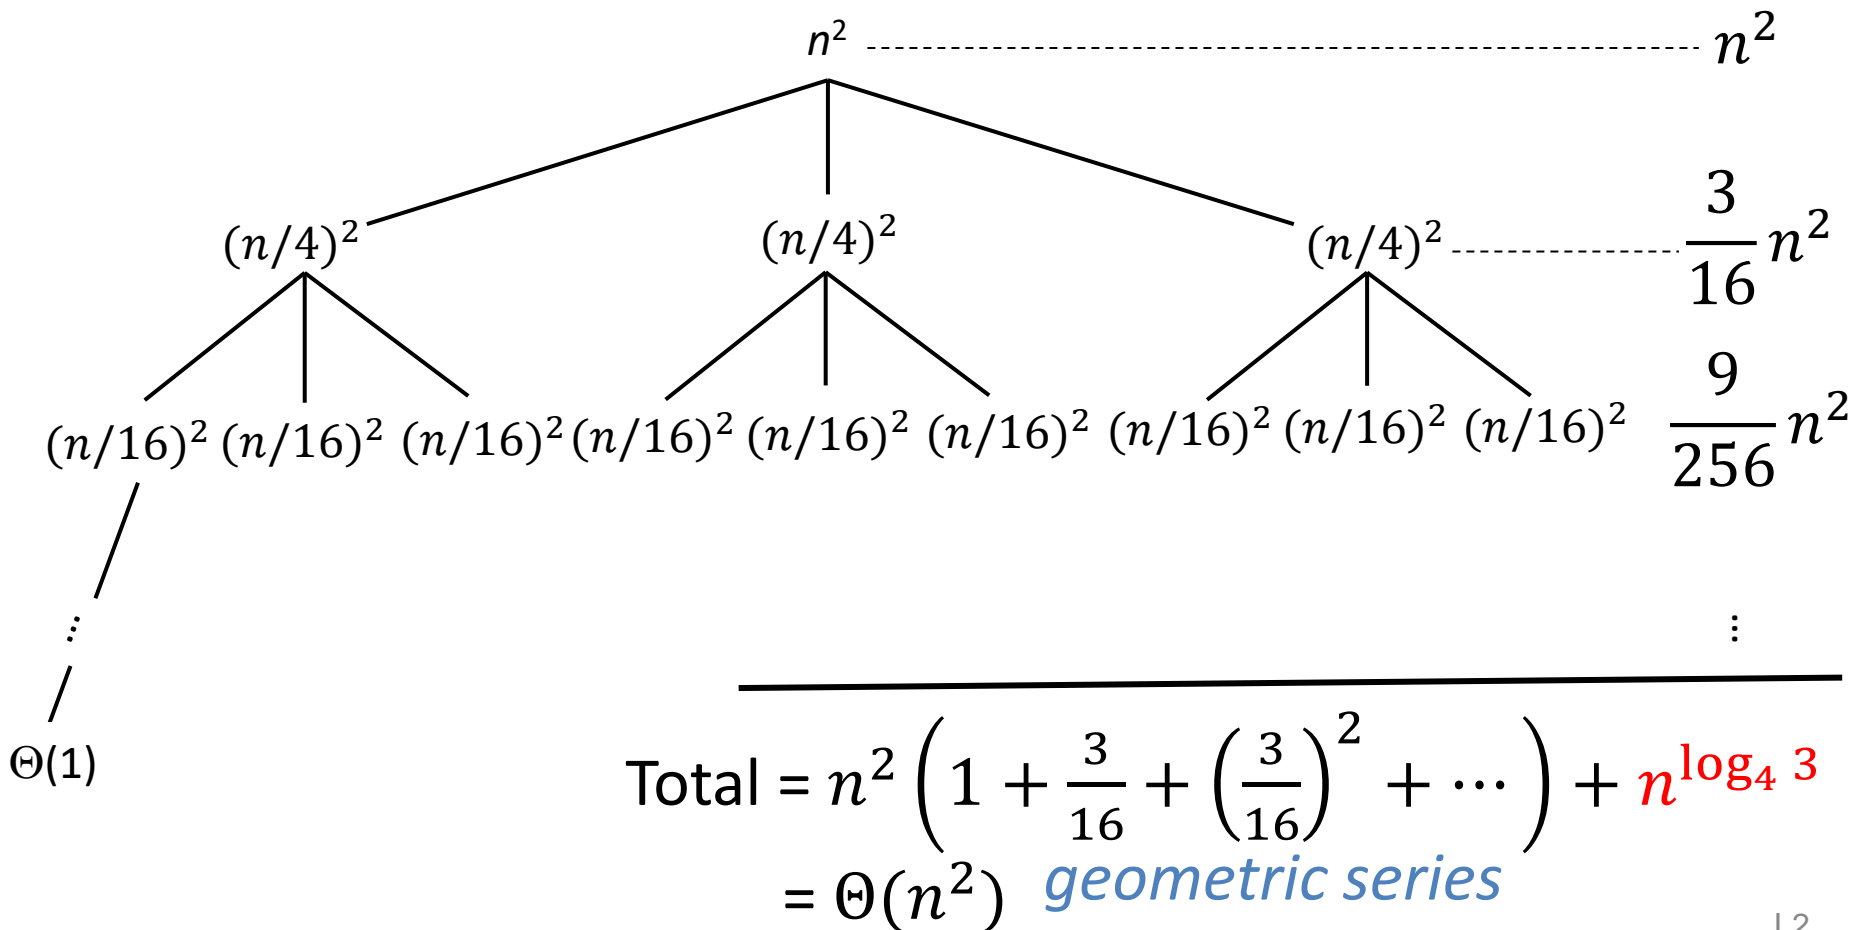 n² n²
(n/4)² (n/4)² (n/4)² 3/16 n²
(n/16)² (n/16)² (n/16)² (n/16)² (n/16)² (n/16)² (n/16)² (n/16)² (n/16)² 9/256 n²
⋮ ⋮
Θ(1)
Total = n² (1 + 3/16 + (3/16)² + ⋯) + n^(log₄ 3)
= Θ(n²) geometric series